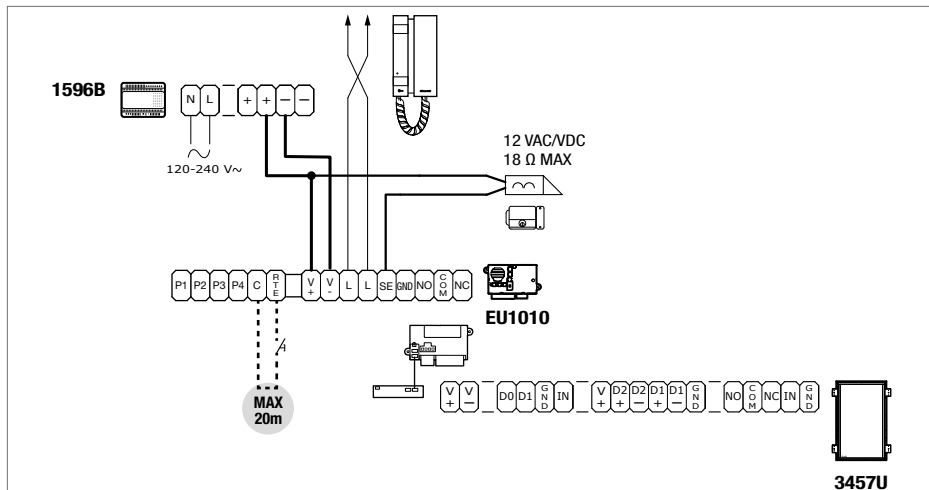 1596B
N L + + − −
120-240 V~
12 VAC/VDC
18 Ω MAX
P1 P2 P3 P4 C RTE V+ V- L L SE GND NO COM NC
EU1010
MAX
20m
V+ V− D0 D1 GND IN V+ D2+ D2− D1+ D1− GND NO COM NC IN GND
3457U